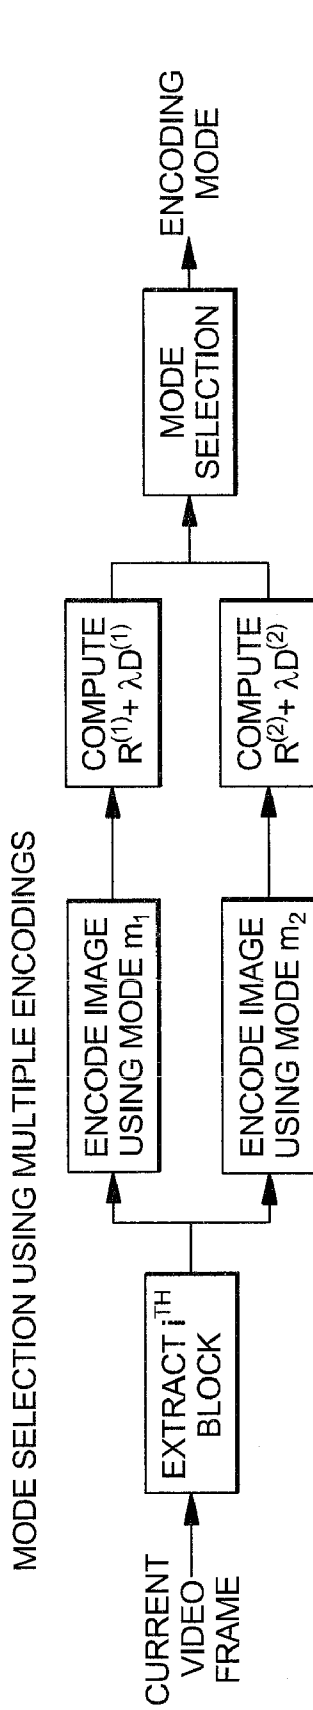 MODE SELECTION USING MULTIPLE ENCODINGS
CURRENT
VIDEO
FRAME
EXTRACT iᵀᴴ
BLOCK
ENCODE IMAGE
USING MODE m₁
COMPUTE
R⁽¹⁾+ λD⁽¹⁾
ENCODE IMAGE
USING MODE m₂
COMPUTE
R⁽²⁾+ λD⁽²⁾
MODE
SELECTION
ENCODING
MODE